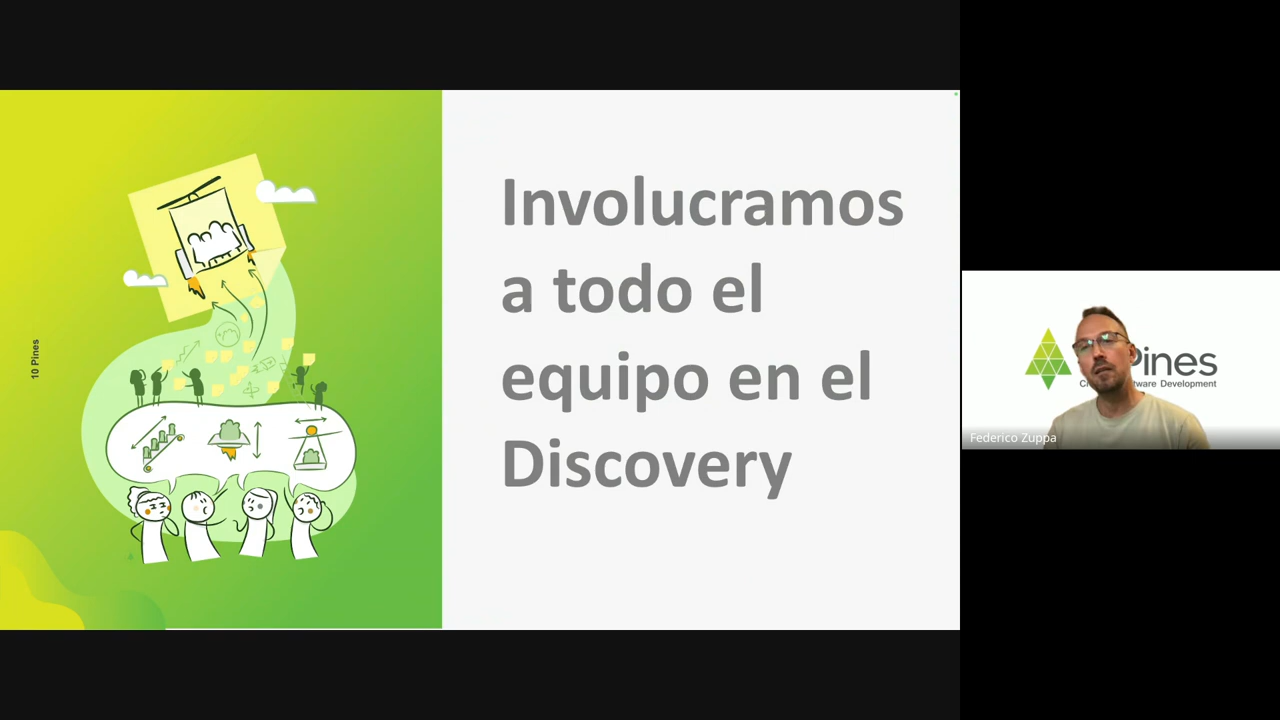 10 Pines
Involucramos
a todo el
equipo en el
Discovery
Pines
Federico Zuppa